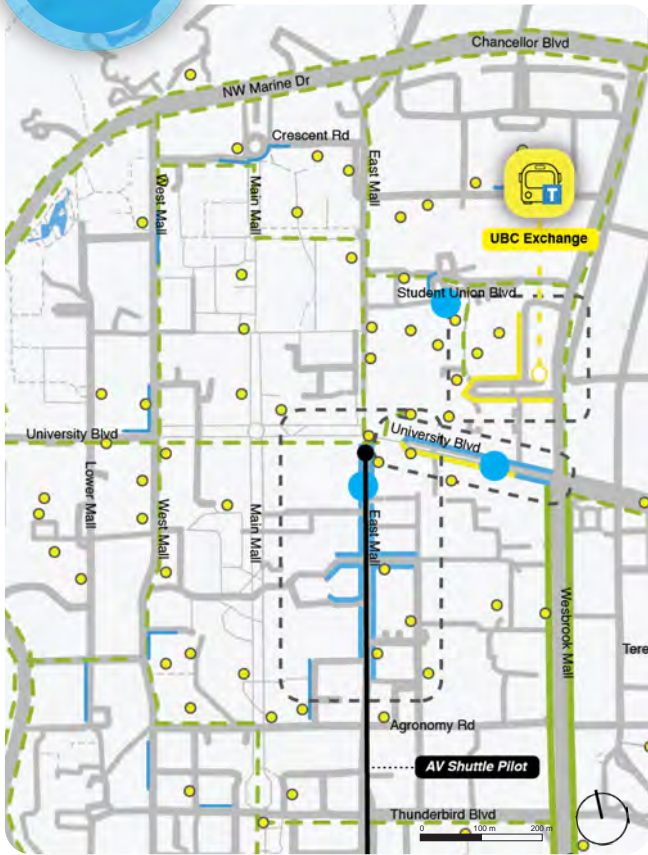 Chancellor Blvd
NW Marine Dr
Crescent Rd
West Mall
Main Mall
East Mall
T
UBC Exchange
Student Union Blvd
University Blvd
University Blvd
Lower Mall
West Mall
Main Mall
East Mall
Wesbrook Mall
Tere
Agronomy Rd
AV Shuttle Pilot
Thunderbird Blvd
0 100 m 200 m